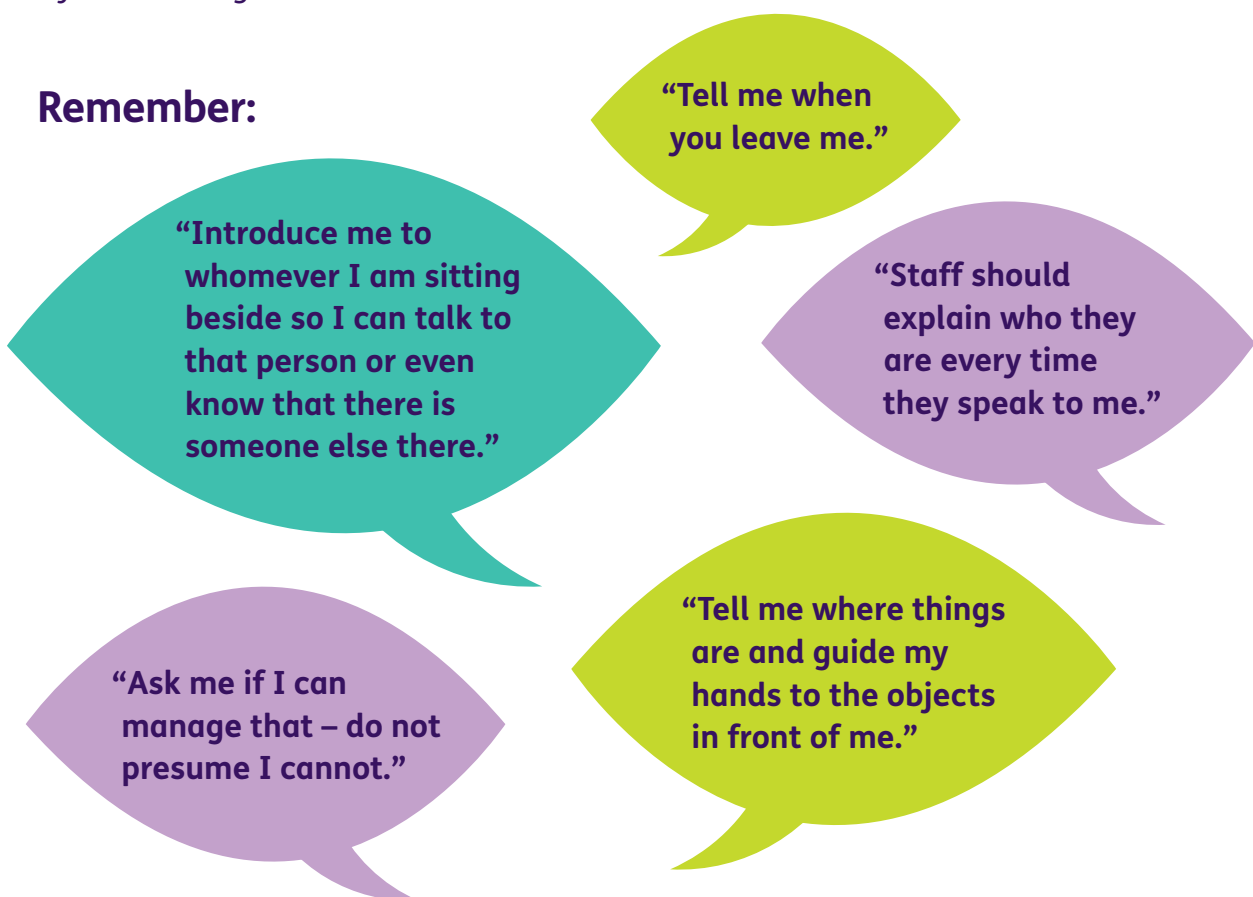 Remember:
“Tell me when
you leave me.”
“Introduce me to
whomever I am sitting
beside so I can talk to
that person or even
know that there is
someone else there.”
“Staff should
explain who they
are every time
they speak to me.”
“Tell me where things
are and guide my
hands to the objects
in front of me.”
“Ask me if I can
manage that – do not
presume I cannot.”